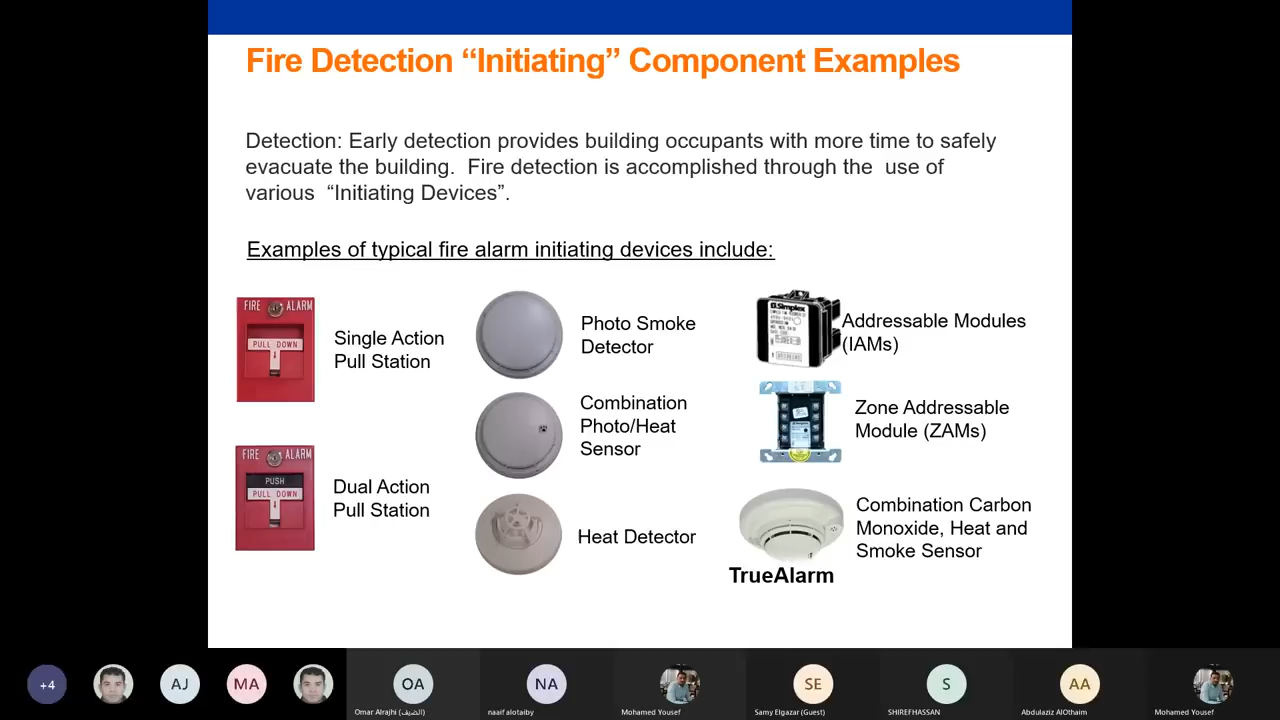 Fire Detection “Initiating” Component Examples
Detection: Early detection provides building occupants with more time to safely
evacuate the building. Fire detection is accomplished through the use of
various “Initiating Devices”.
Examples of typical fire alarm initiating devices include:
FIRE ALARM
PULL DOWN
Single Action
Pull Station
FIRE ALARM
PUSH
PULL DOWN
Dual Action
Pull Station
Photo Smoke
Detector
Combination
Photo/Heat
Sensor
Heat Detector
Simplex
Addressable Modules
(IAMs)
Zone Addressable
Module (ZAMs)
Combination Carbon
Monoxide, Heat and
Smoke Sensor
TrueAlarm
+4
AJ
MA
OA
Omar Alrajhi (الضيف)
NA
naaif alotaiby
Mohamed Yousef
SE
Samy Elgazar (Guest)
S
SHIREFHASSAN
AA
Abdulaziz AlOthaim
Mohamed Yousef